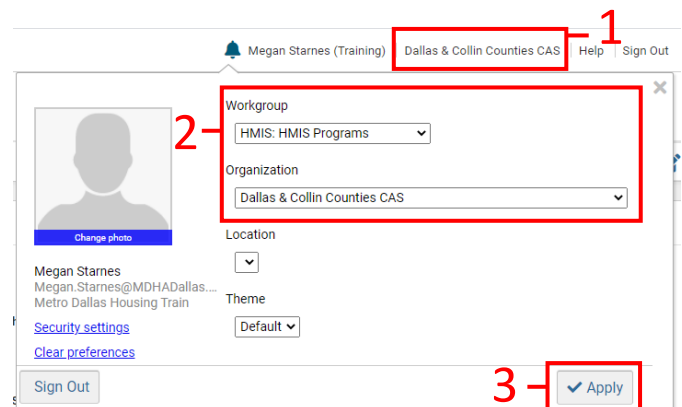 1
Megan Starnes (Training) Dallas & Collin Counties CAS Help Sign Out
Workgroup
2
HMIS: HMIS Programs
Organization
Dallas & Collin Counties CAS
Change photo
Location
Megan Starnes
Megan.Starnes@MDHADallas....
Metro Dallas Housing Train
Theme
Security settings
Default
Clear preferences
Sign Out
3
Apply